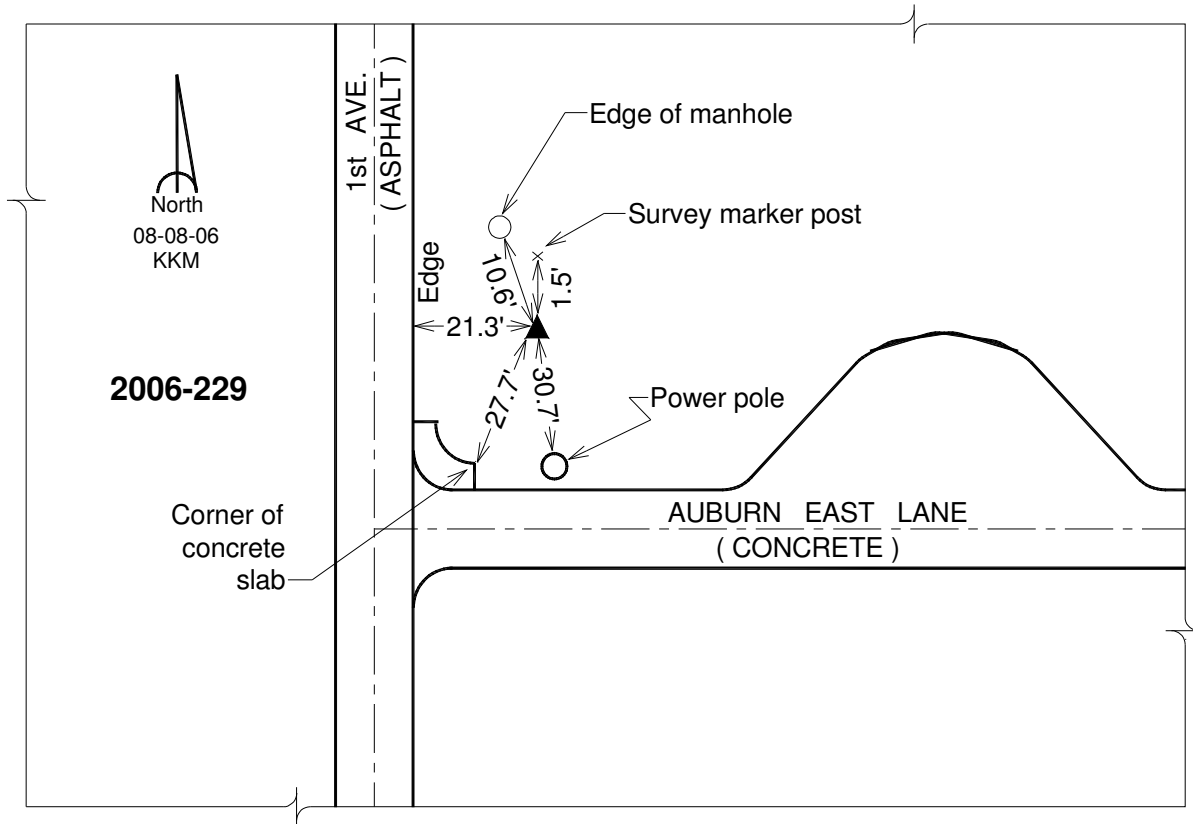 1st AVE.
( ASPHALT )
Edge of manhole
North
08-08-06
KKM
Survey marker post
Edge
10.6'
1.5'
21.3'
2006-229
27.7'
30.7'
Power pole
Corner of
concrete
slab
AUBURN EAST LANE
( CONCRETE )